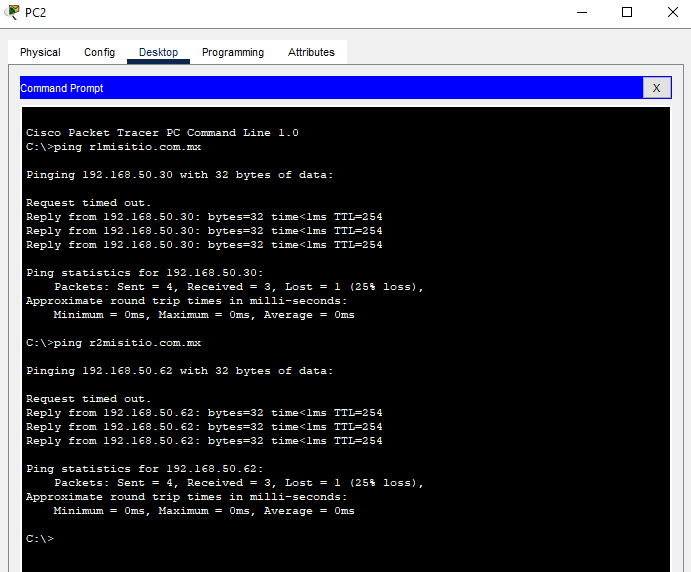 PC2
Physical Config Desktop Programming Attributes
Command Prompt
X
Cisco Packet Tracer PC Command Line 1.0
C:\>ping r1misitio.com.mx
Pinging 192.168.50.30 with 32 bytes of data:
Request timed out.
Reply from 192.168.50.30: bytes=32 time<1ms TTL=254
Reply from 192.168.50.30: bytes=32 time<1ms TTL=254
Reply from 192.168.50.30: bytes=32 time<1ms TTL=254
Ping statistics for 192.168.50.30:
    Packets: Sent = 4, Received = 3, Lost = 1 (25% loss),
Approximate round trip times in milli-seconds:
    Minimum = 0ms, Maximum = 0ms, Average = 0ms
C:\>ping r2misitio.com.mx
Pinging 192.168.50.62 with 32 bytes of data:
Request timed out.
Reply from 192.168.50.62: bytes=32 time<1ms TTL=254
Reply from 192.168.50.62: bytes=32 time<1ms TTL=254
Reply from 192.168.50.62: bytes=32 time<1ms TTL=254
Ping statistics for 192.168.50.62:
    Packets: Sent = 4, Received = 3, Lost = 1 (25% loss),
Approximate round trip times in milli-seconds:
    Minimum = 0ms, Maximum = 0ms, Average = 0ms
C:\>